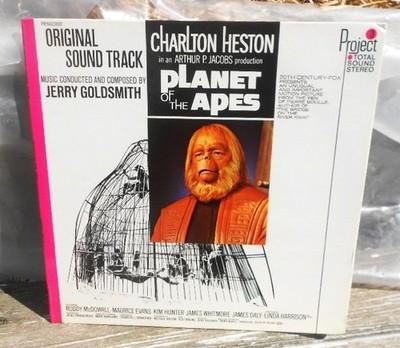 ORIGINAL
SOUND TRACK
MUSIC CONDUCTED AND COMPOSED BY
JERRY GOLDSMITH
CHARLTON HESTON
in an ARTHUR P. JACOBS production
PLANET
OF THE APES
Project 3
TOTAL
SOUND
STEREO
20TH CENTURY-FOX
PRESENTS
AN UNUSUAL
AND IMPORTANT
MOTION PICTURE
FROM THE PEN
OF PIERRE BOULLE,
AUTHOR OF
"THE BRIDGE
ON THE
RIVER KWAI"
RODDY McDOWALL MAURICE EVANS KIM HUNTER JAMES WHITMORE JAMES DALY LINDA HARRISON